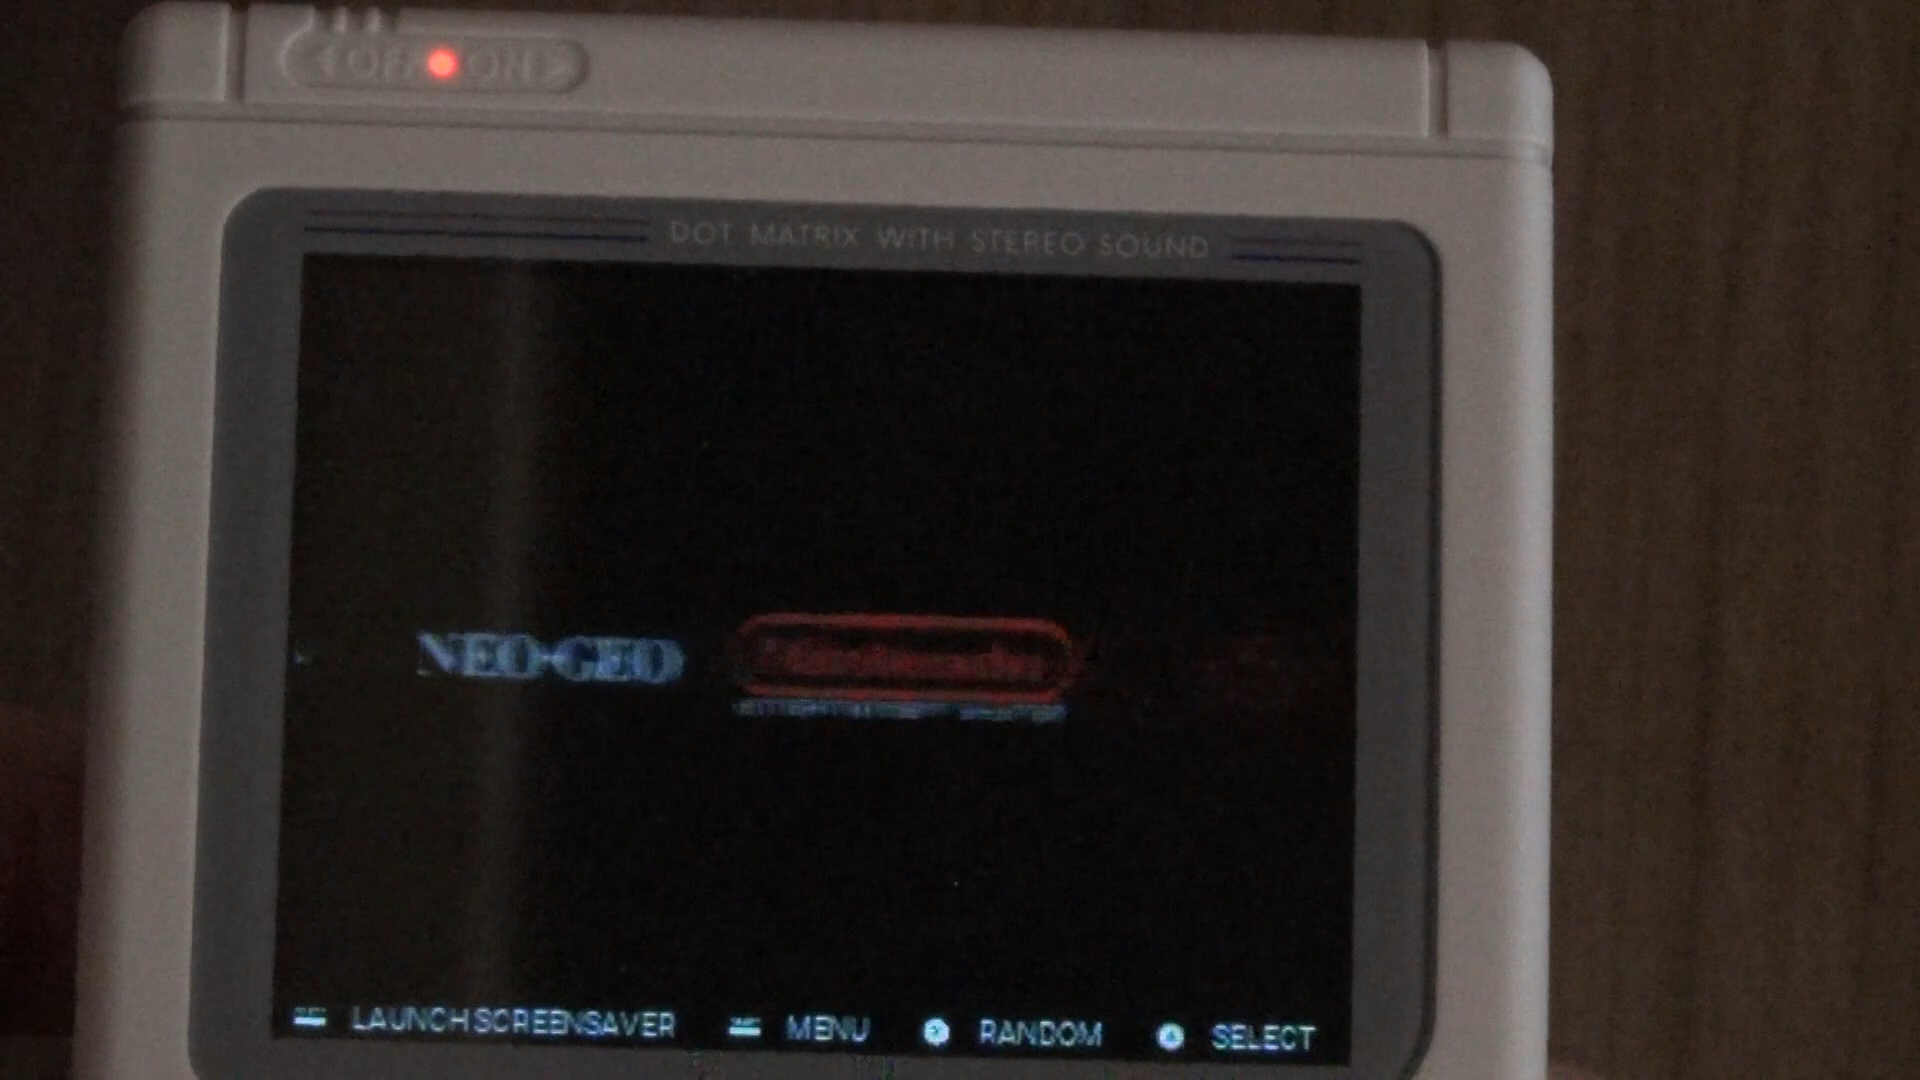 OFF ON
DOT MATRIX WITH STEREO SOUND
NEO·GEO
LAUNCH SCREENSAVER MENU RANDOM SELECT